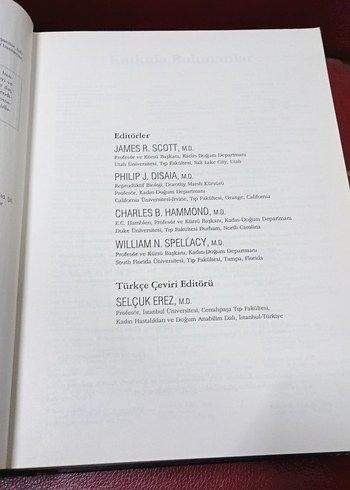 Editörler
JAMES R. SCOTT, M.D.
Profesör ve Kürsü Başkanı, Kadın-Doğum Departmanı
Utah Üniversitesi, Tıp Fakültesi, Salt Lake City, Utah
PHILIP J. DISAIA, M.D.
Reprodüktif Bioloji, Dorothy Marsh Kürsüsü
Profesör, Kadın-Doğum Departmanı
California Üniversitesi-Irvine, Tıp Fakültesi, Orange, California
CHARLES B. HAMMOND, M.D.
E.C. Hamblen, Profesör ve Kürsü Başkanı, Kadın-Doğum Departmanı
Duke Üniversitesi, Tıp Fakültesi Durham, North Carolina
WILLIAM N. SPELLACY, M.D.
Profesör ve Kürsü Başkanı, Kadın-Doğum Departmanı
South Florida Üniversitesi, Tıp Fakültesi, Tampa, Florida
Türkçe Çeviri Editörü
SELÇUK EREZ, M.D.
Profesör, İstanbul Üniversitesi, Cerrahpaşa Tıp Fakültesi,
Kadın Hastalıkları ve Doğum Anabilim Dalı, İstanbul-Türkiye